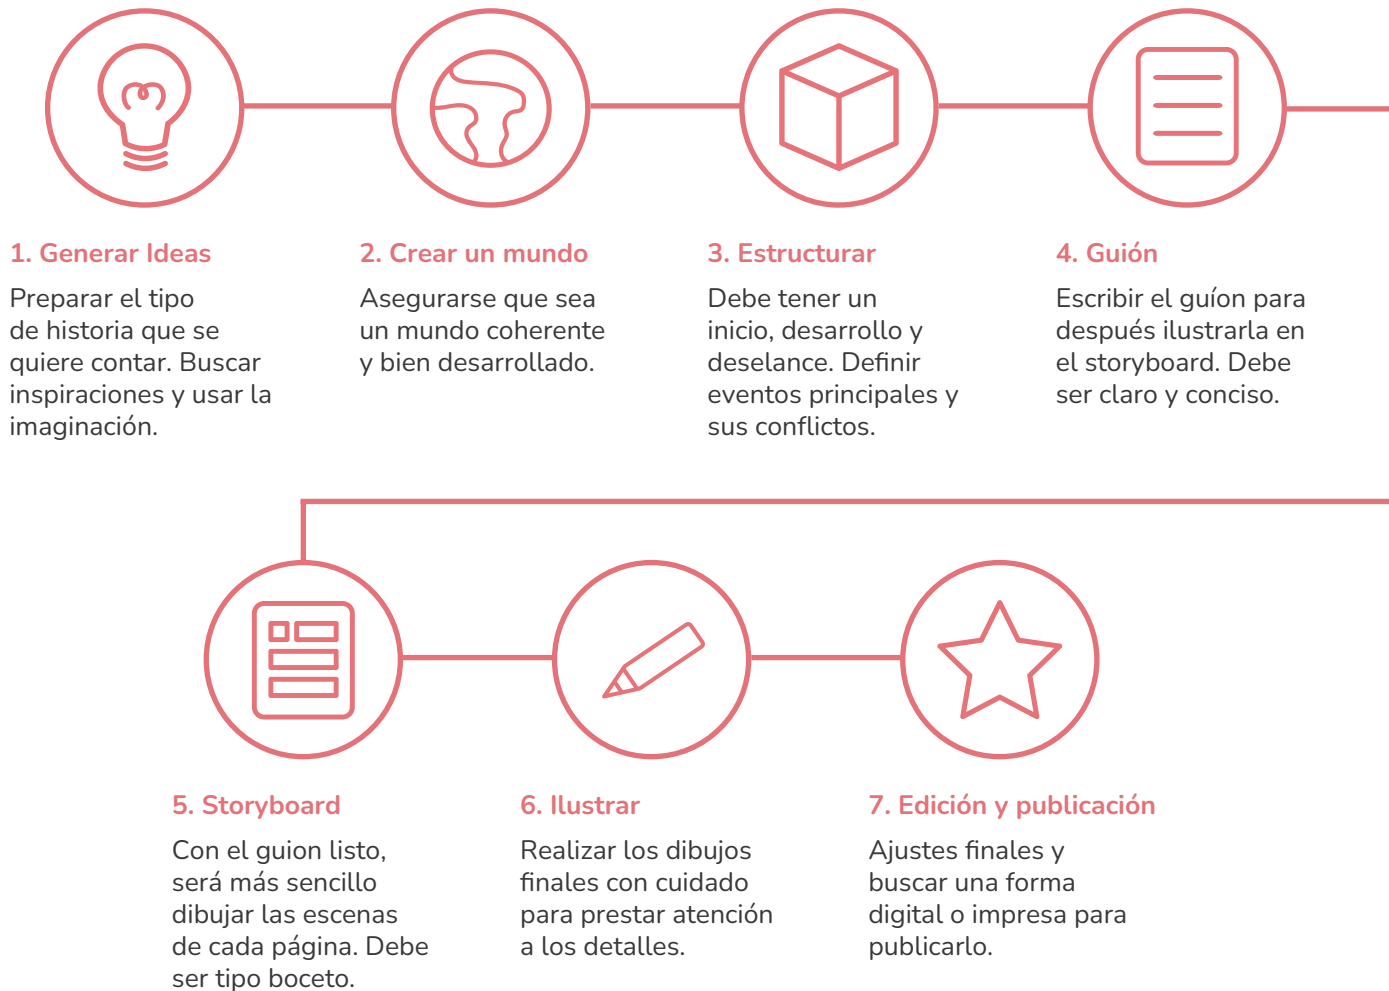 1. Generar Ideas
Preparar el tipo
de historia que se
quiere contar. Buscar
inspiraciones y usar la
imaginación.
2. Crear un mundo
Asegurarse que sea
un mundo coherente
y bien desarrollado.
3. Estructurar
Debe tener un
inicio, desarrollo y
deselance. Definir
eventos principales y
sus conflictos.
4. Guión
Escribir el guíon para
después ilustrarla en
el storyboard. Debe
ser claro y conciso.
5. Storyboard
Con el guion listo,
será más sencillo
dibujar las escenas
de cada página. Debe
ser tipo boceto.
6. Ilustrar
Realizar los dibujos
finales con cuidado
para prestar atención
a los detalles.
7. Edición y publicación
Ajustes finales y
buscar una forma
digital o impresa para
publicarlo.